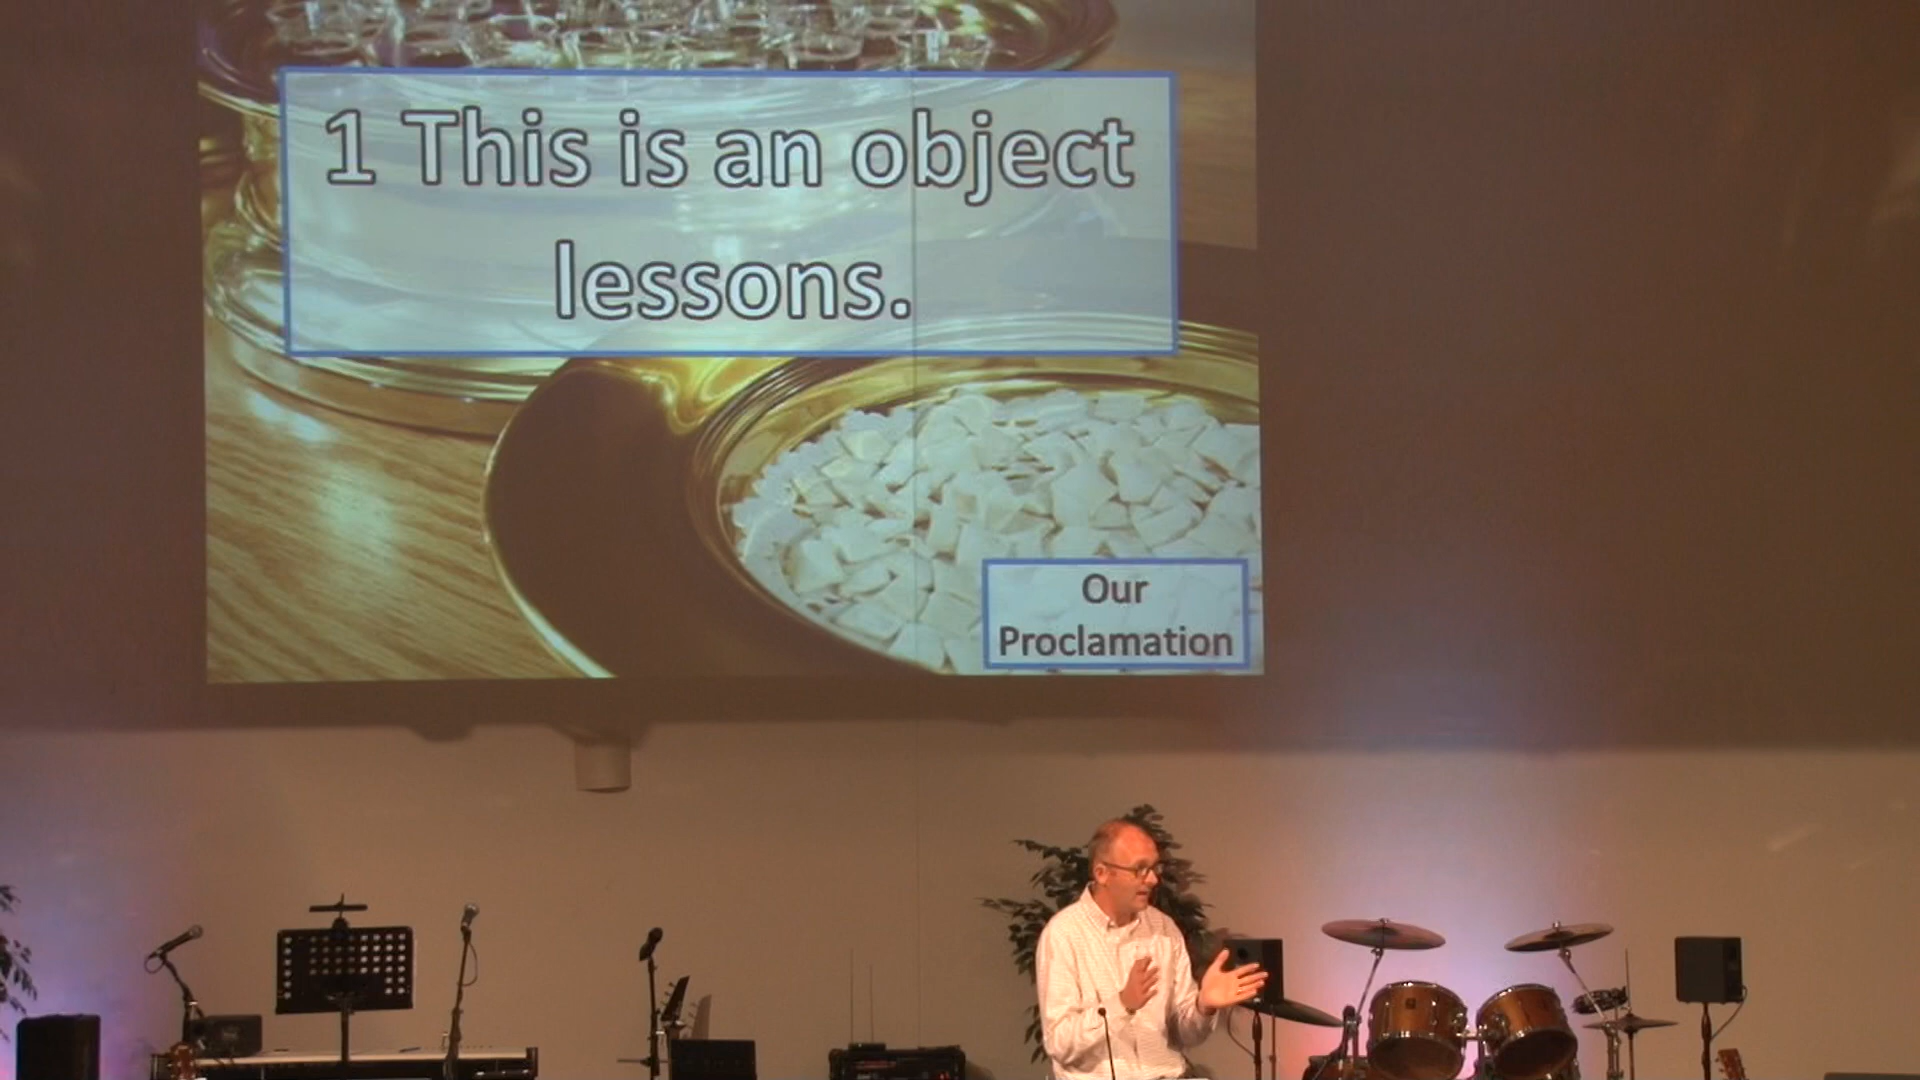 1 This is an object
lessons.
Our
Proclamation